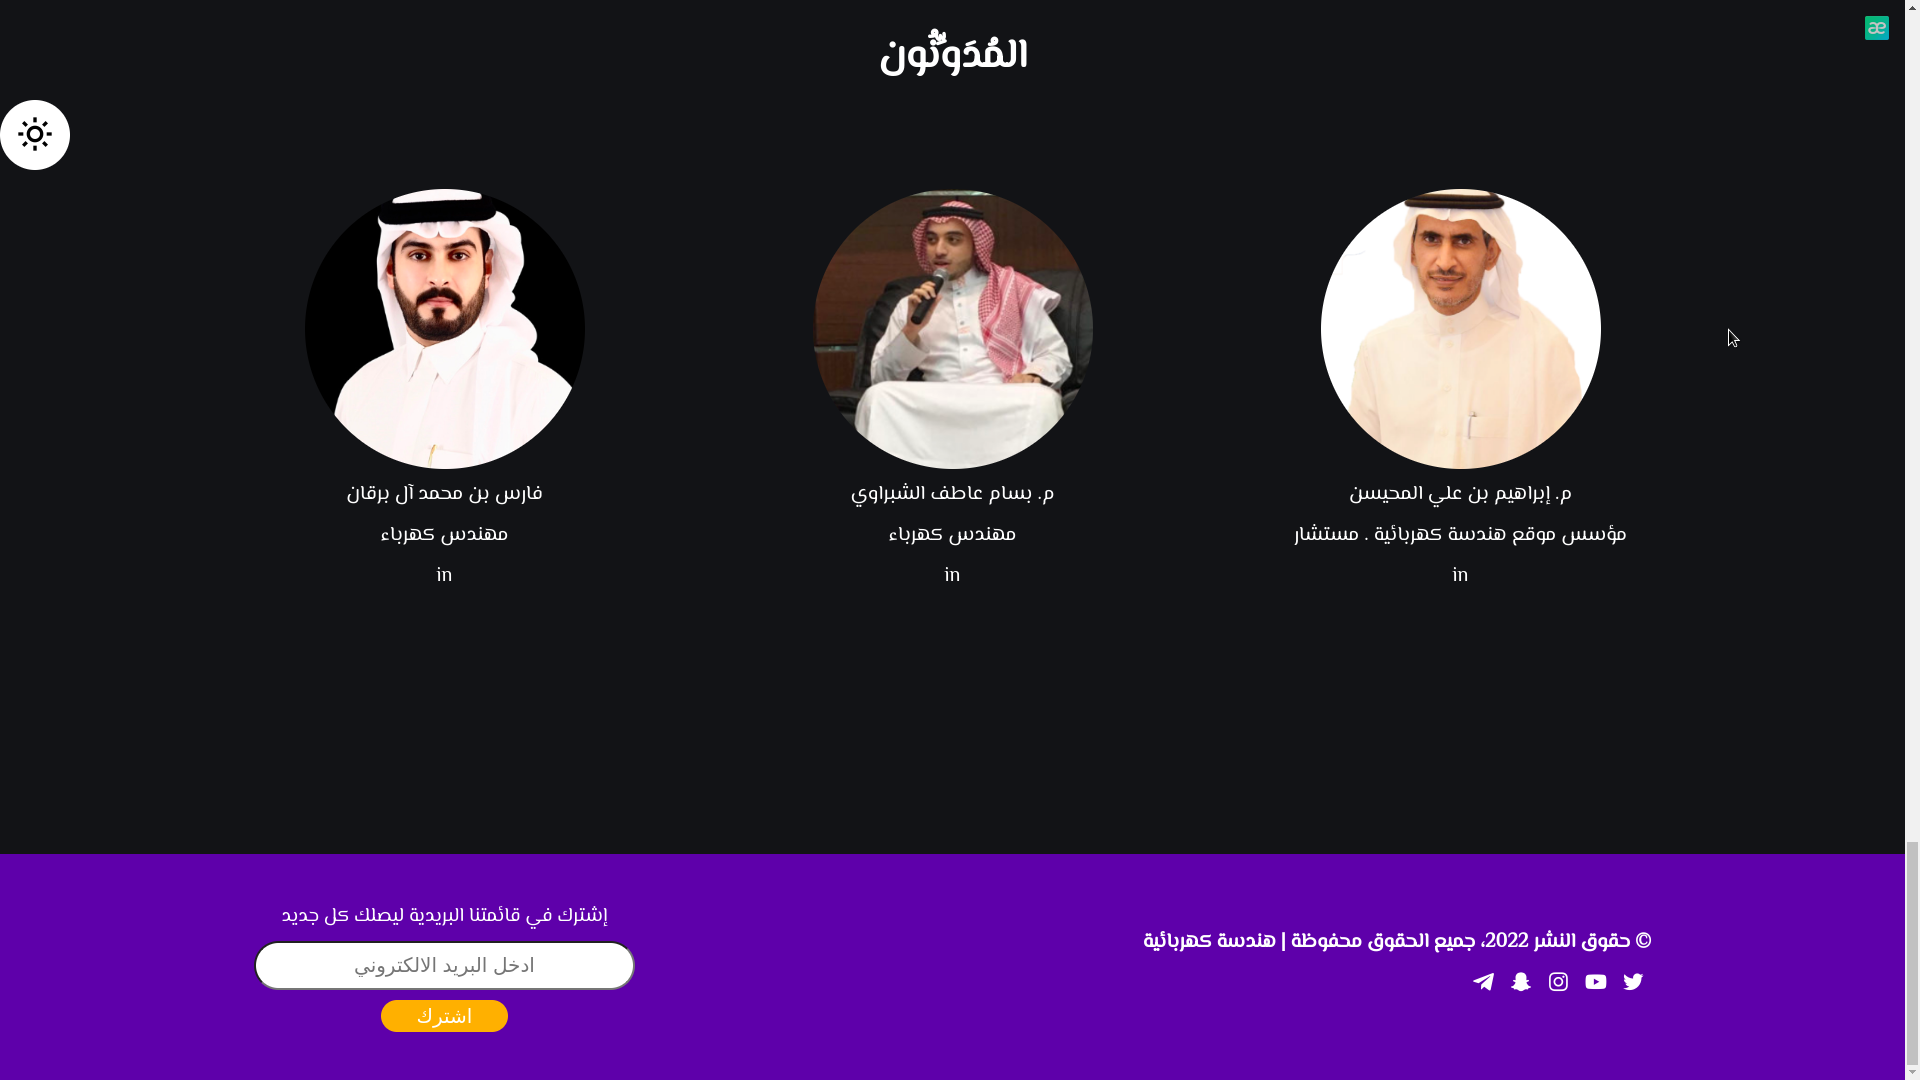 المُدَوِّنُون
æ
م. إبراهيم بن علي المحيسن
مؤسس موقع هندسة كهربائية . مستشار
in
م. بسام عاطف الشبراوي
مهندس كهرباء
in
فارس بن محمد آل برقان
مهندس كهرباء
in
© حقوق النشر 2022، جميع الحقوق محفوظة | هندسة كهربائية
إشترك في قائمتنا البريدية ليصلك كل جديد
ادخل البريد الالكتروني
اشترك